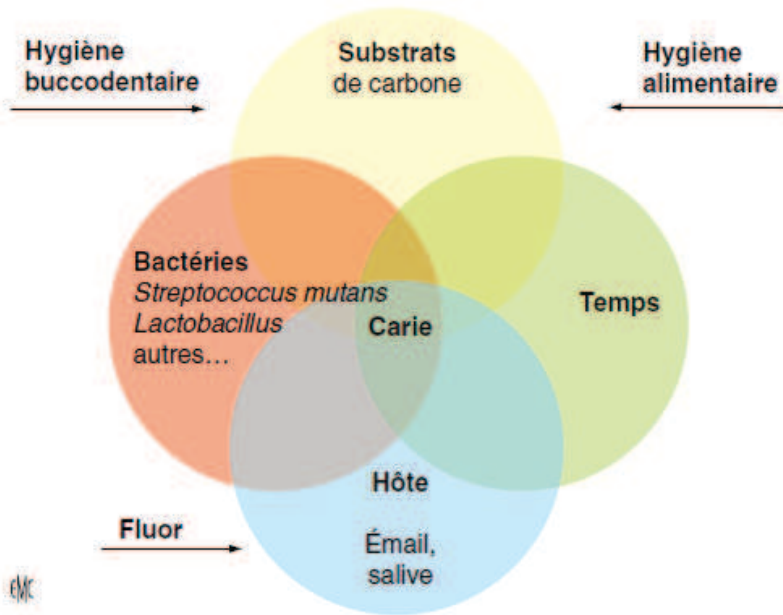 Hygiène
buccodentaire
Substrats
de carbone
Hygiène
alimentaire
Bactéries
Streptococcus mutans
Lactobacillus
autres…
Carie
Temps
Hôte
Émail,
salive
Fluor
EMC